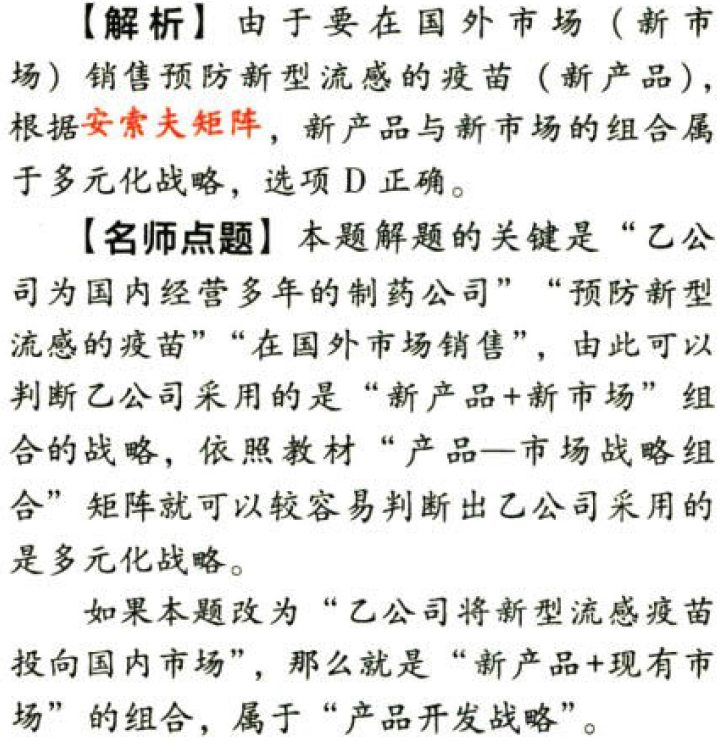 【解析】由于要在国外市场（新市
场）销售预防新型流感的疫苗（新产品），
根据安索夫矩阵，新产品与新市场的组合属
于多元化战略，选项 D 正确。
【名师点题】本题解题的关键是“乙公
司为国内经营多年的制药公司”“预防新型
流感的疫苗”“在国外市场销售”，由此可以
判断乙公司采用的是“新产品+新市场”组
合的战略，依照教材“产品—市场战略组
合”矩阵就可以较容易判断出乙公司采用的
是多元化战略。
如果本题改为“乙公司将新型流感疫苗
投向国内市场”，那么就是“新产品+现有市
场”的组合，属于“产品开发战略”。